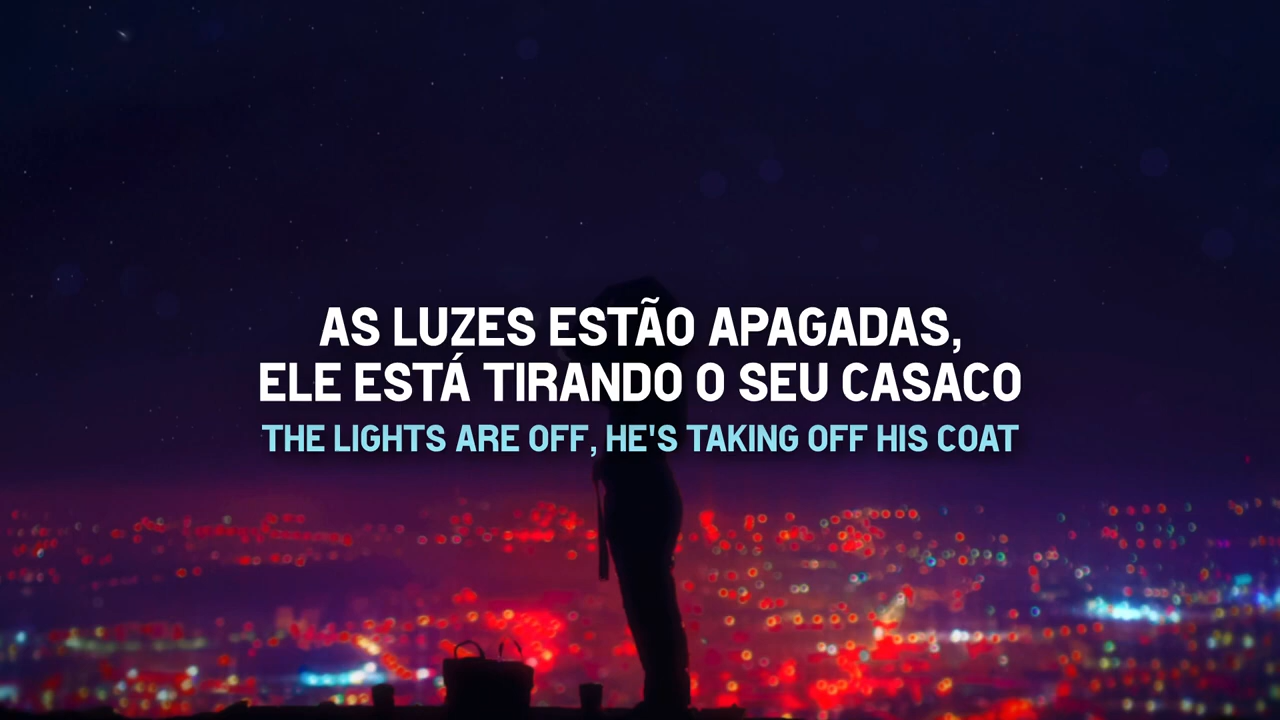 AS LUZES ESTÃO APAGADAS,
ELE ESTÁ TIRANDO O SEU CASACO
THE LIGHTS ARE OFF, HE'S TAKING OFF HIS COAT